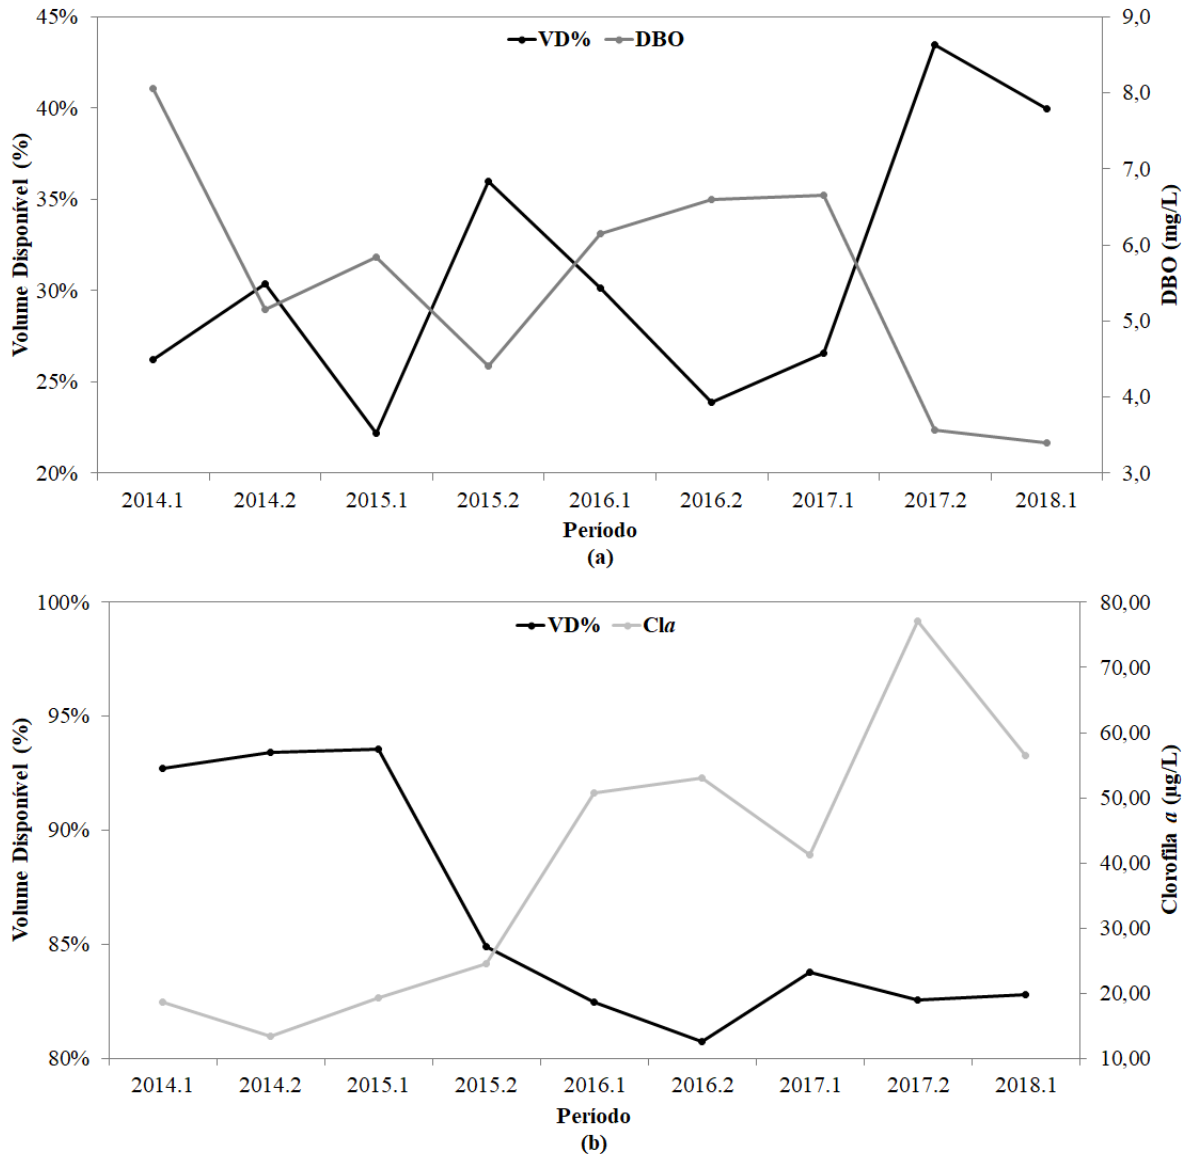 VD% DBO
Volume Disponível (%)
45%
40%
35%
30%
25%
20%
DBO (mg/L)
9,0
8,0
7,0
6,0
5,0
4,0
3,0
2014.1 2014.2 2015.1 2015.2 2016.1 2016.2 2017.1 2017.2 2018.1
Período
(a)
VD% Cla
Volume Disponível (%)
100%
95%
90%
85%
80%
Clorofila a (µg/L)
80,00
70,00
60,00
50,00
40,00
30,00
20,00
10,00
2014.1 2014.2 2015.1 2015.2 2016.1 2016.2 2017.1 2017.2 2018.1
Período
(b)